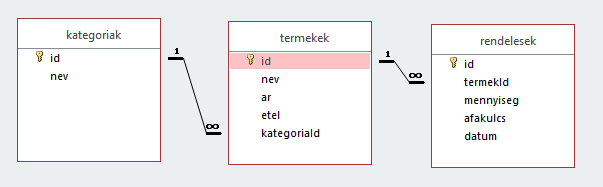 kategoriak
id
nev
1
∞
termekek
id
nev
ar
etel
kategoriaId
1
∞
rendelesek
id
termekId
mennyiseg
afakulcs
datum